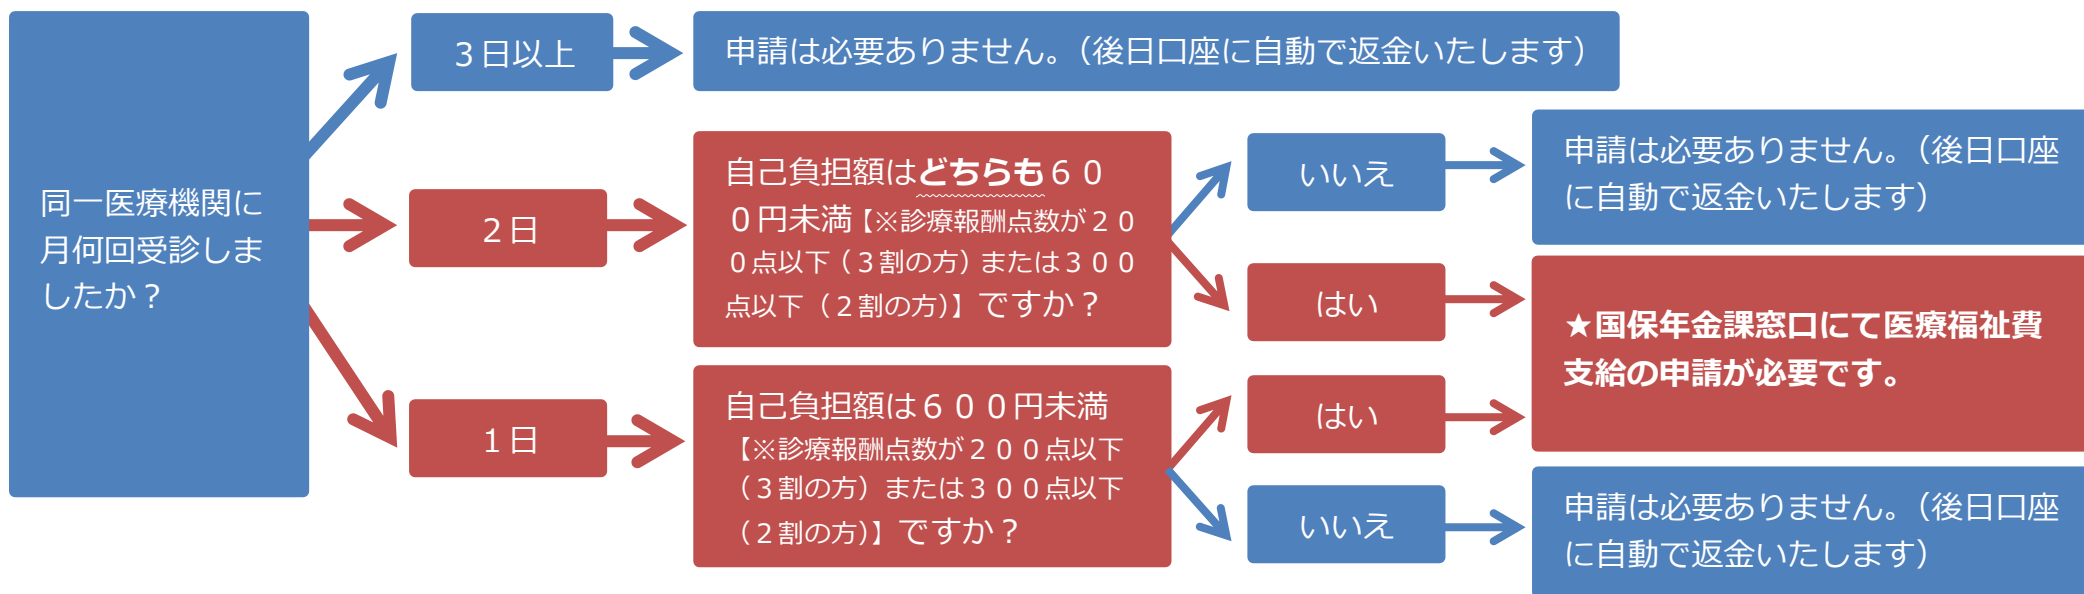 同一医療機関に
月何回受診しま
したか？
３日以上
申請は必要ありません。（後日口座に自動で返金いたします）
２日
自己負担額はどちらも６０
０円未満【※診療報酬点数が２０
０点以下（３割の方）または３００
点以下（２割の方）】ですか？
いいえ
申請は必要ありません。（後日口座
に自動で返金いたします）
はい
★国保年金課窓口にて医療福祉費
支給の申請が必要です。
１日
自己負担額は６００円未満
【※診療報酬点数が２００点以下
（３割の方）または３００点以下
（２割の方）】ですか？
はい
いいえ
申請は必要ありません。（後日口座
に自動で返金いたします）